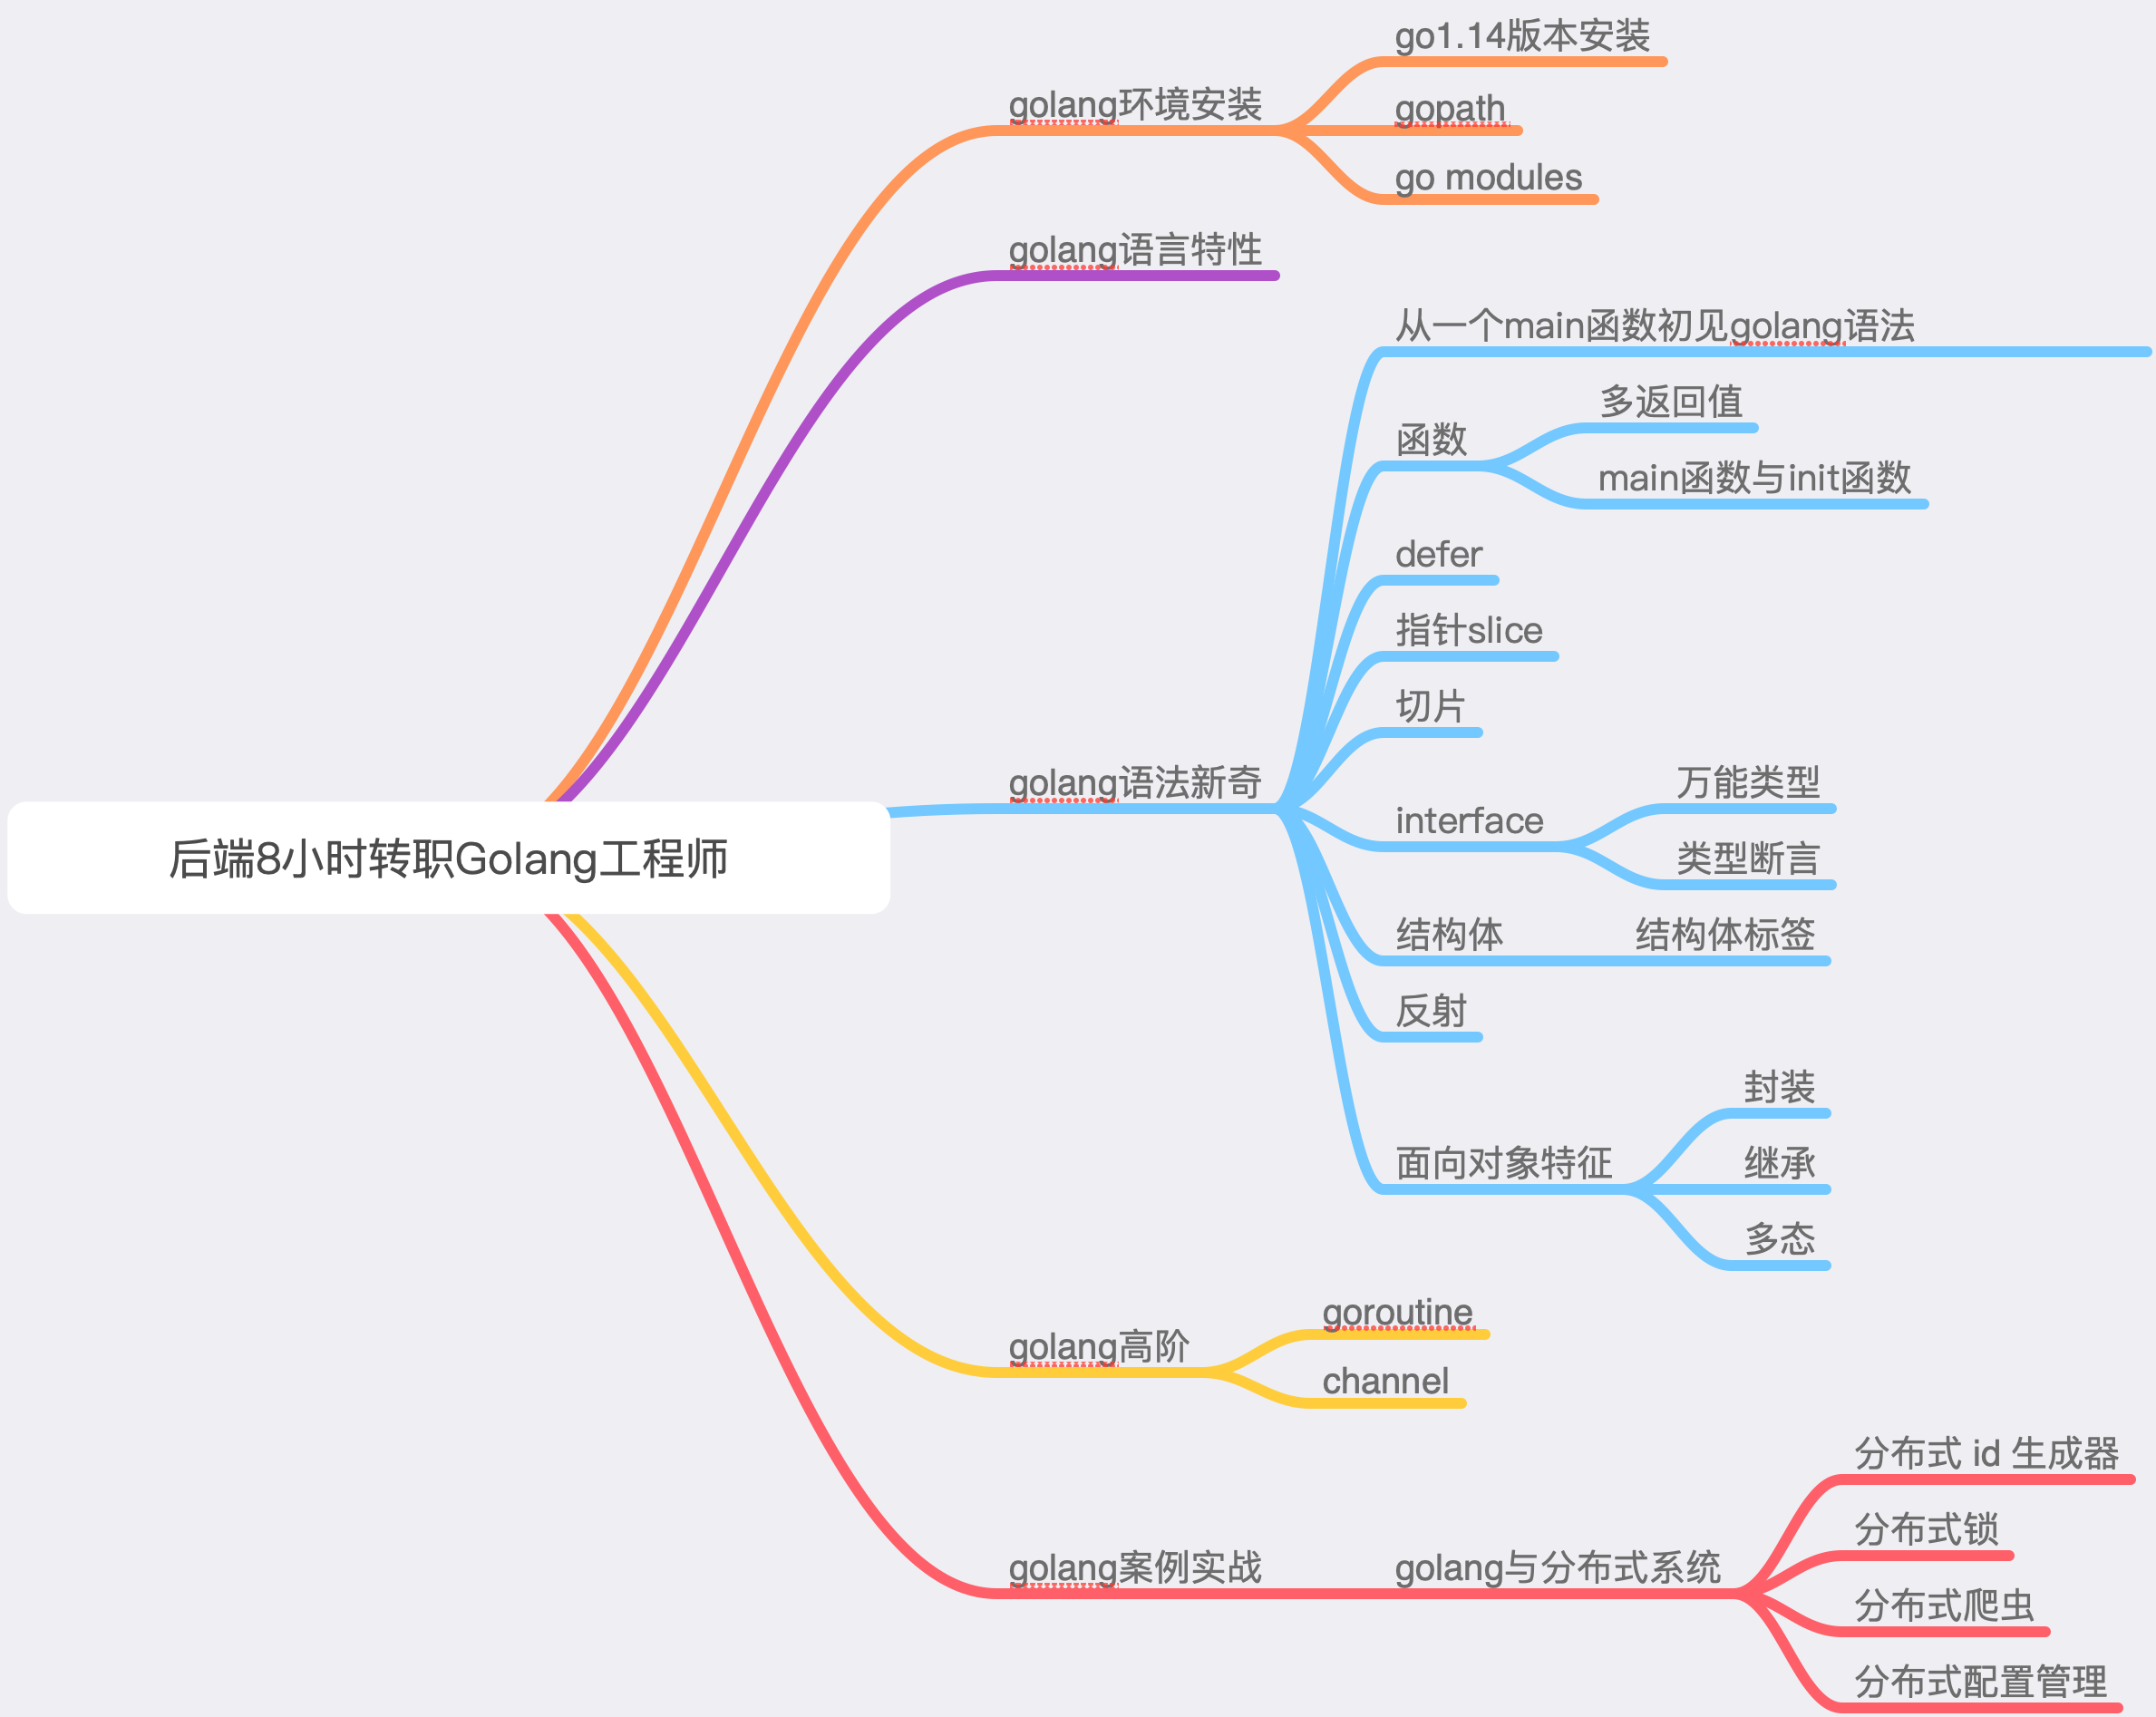 后端8小时转职Golang工程师
golang环境安装
go1.14版本安装
gopath
go modules
golang语言特性
golang语法新奇
从一个main函数初见golang语法
函数
多返回值
main函数与init函数
defer
指针slice
切片
interface
万能类型
类型断言
结构体
结构体标签
反射
面向对象特征
封装
继承
多态
golang高阶
goroutine
channel
golang案例实战
golang与分布式系统
分布式 id 生成器
分布式锁
分布式爬虫
分布式配置管理